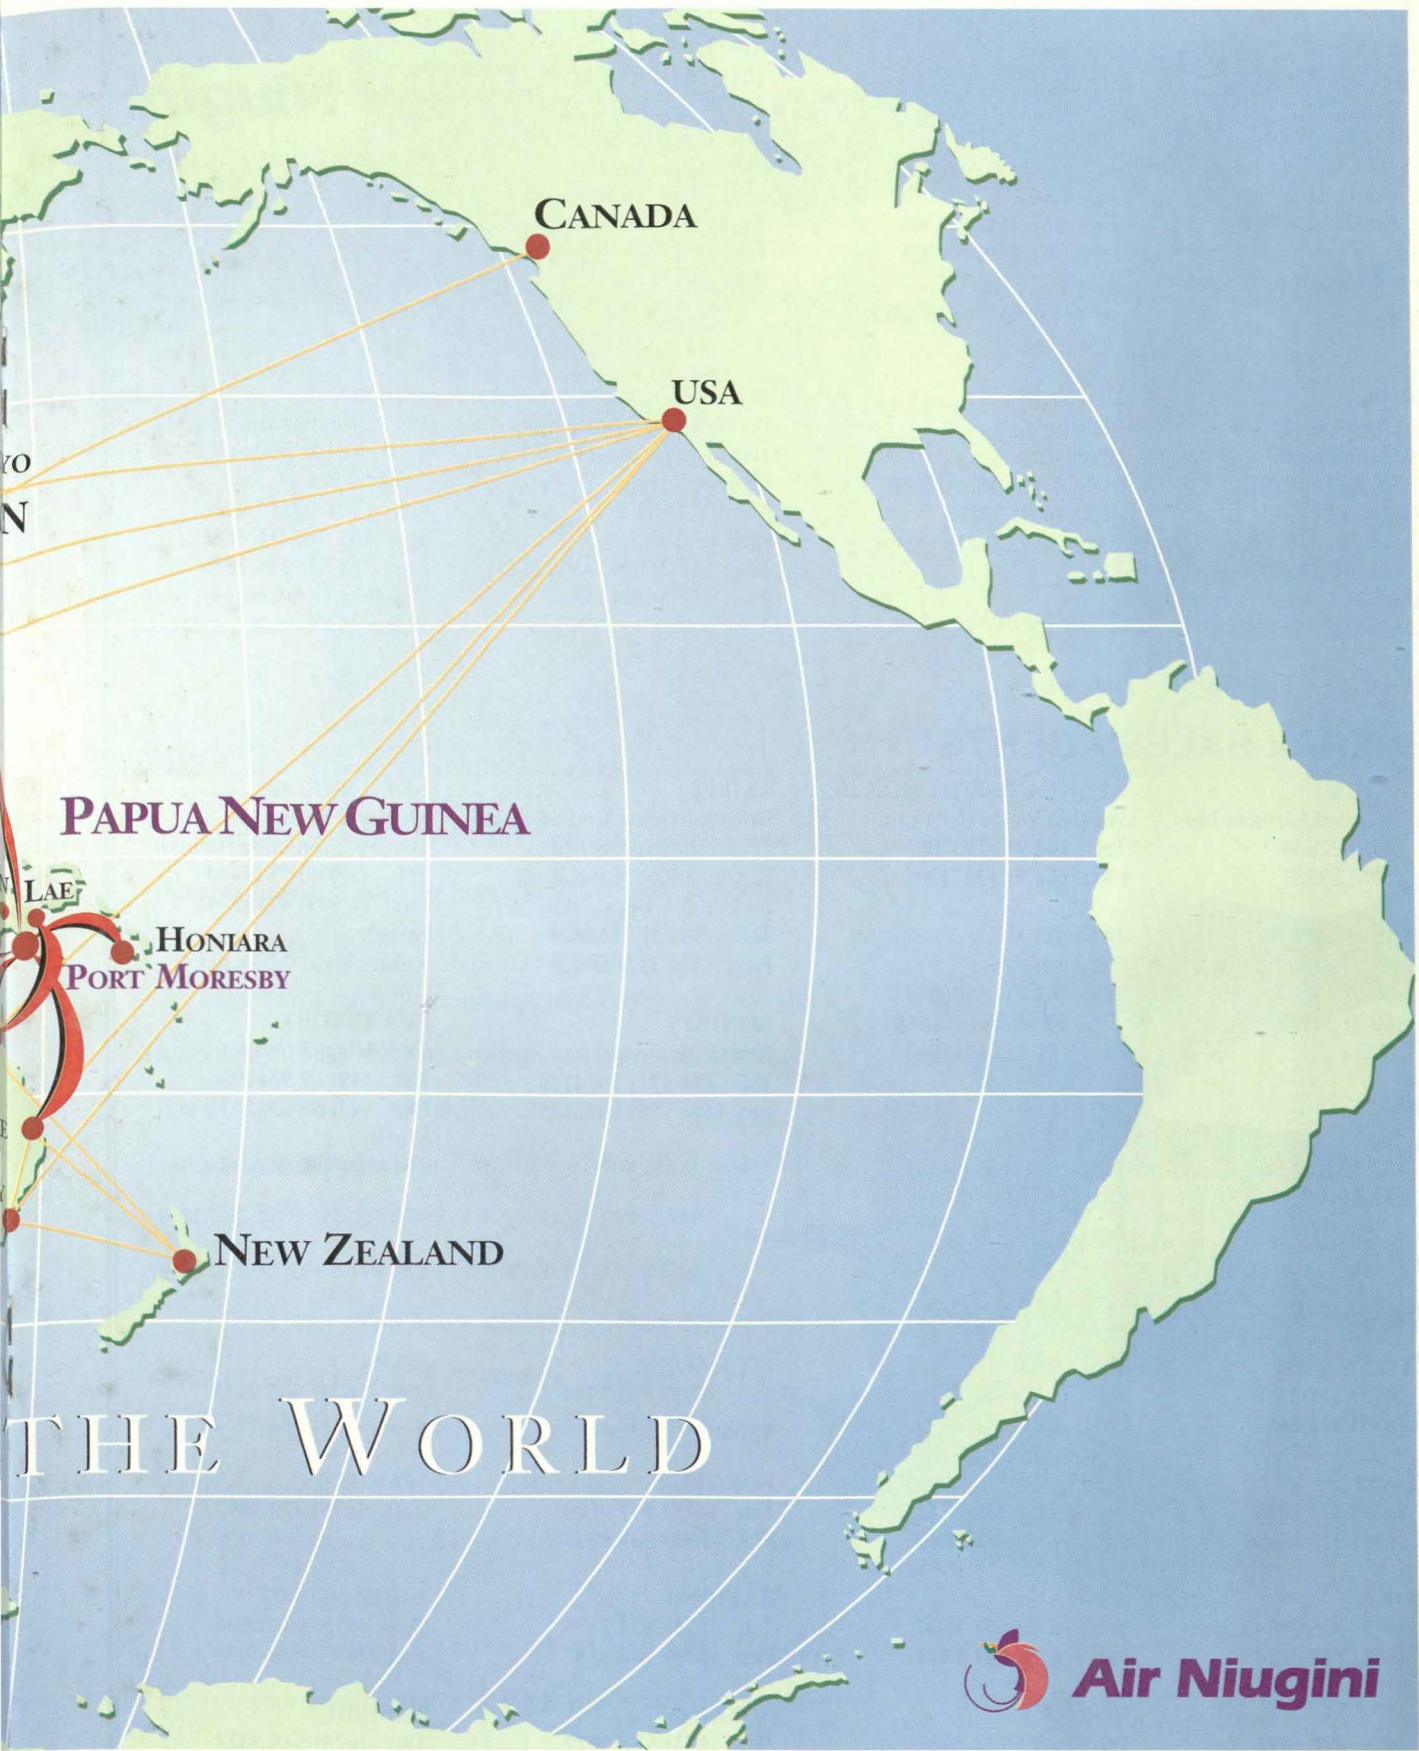 CANADA
USA
YO
N
PAPUA NEW GUINEA
N
LAE
HONIARA
PORT MORESBY
E
Y
NEW ZEALAND
THE WORLD
Air Niugini